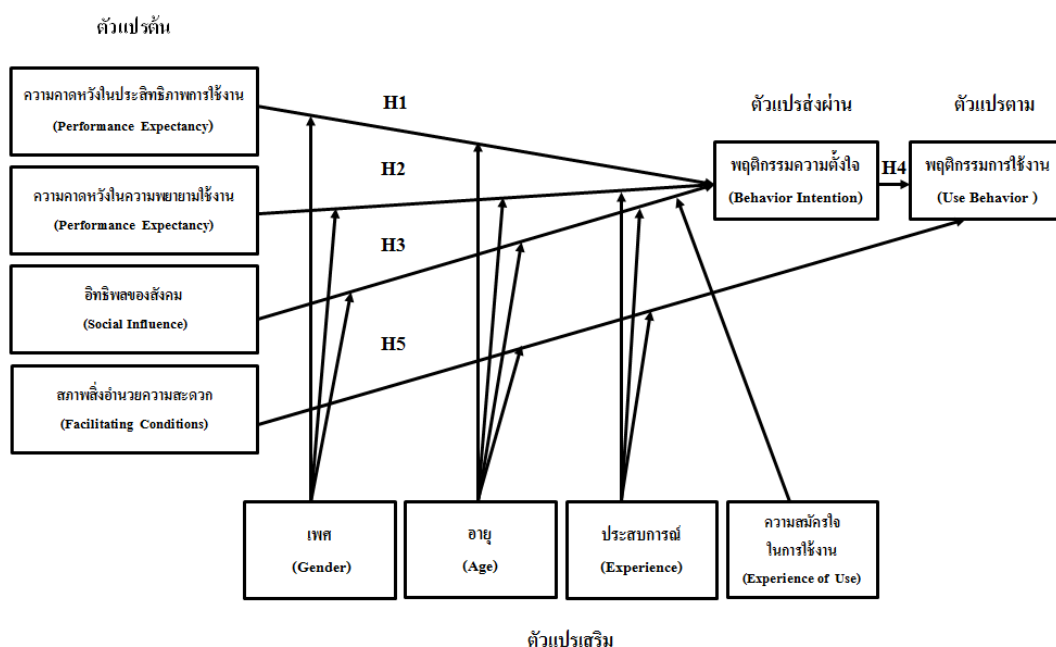 ตัวแปรต้น
ความคาดหวังในประสิทธิภาพการใช้งาน
(Performance Expectancy)
H1
ตัวแปรส่งผ่าน
ตัวแปรตาม
พฤติกรรมความตั้งใจ
(Behavior Intention)
H4
พฤติกรรมการใช้งาน
(Use Behavior )
H2
ความคาดหวังในความพยายามใช้งาน
(Performance Expectancy)
H3
อิทธิพลของสังคม
(Social Influence)
H5
สภาพสิ่งอำนวยความสะดวก
(Facilitating Conditions)
เพศ
(Gender)
อายุ
(Age)
ประสบการณ์
(Experience)
ความสมัครใจ
ในการใช้งาน
(Experience of Use)
ตัวแปรเสริม